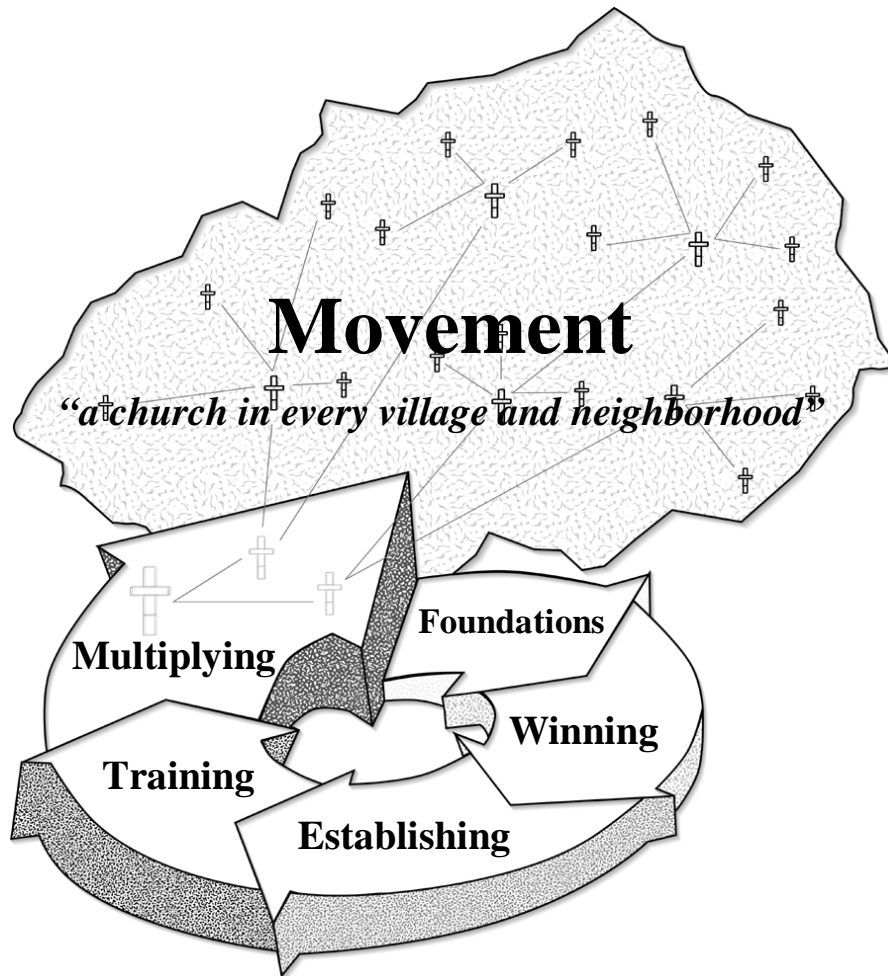 Movement
“a church in every village and neighborhood”
Foundations
Winning
Establishing
Training
Multiplying